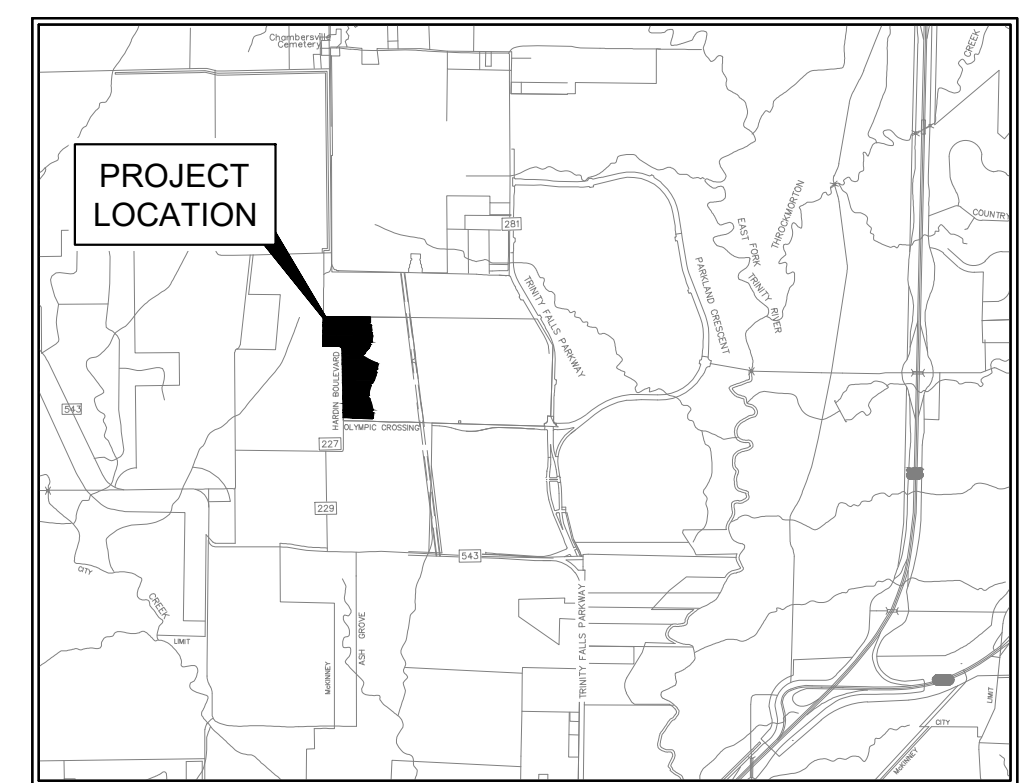 Chambersville
Cemetery
CREEK
PROJECT
LOCATION
THROCKMORTON
COUNTRY
281
EAST FORK
TRINITY RIVER
PARKLAND CRESCENT
TRINITY FALLS PARKWAY
HARDIN BOULEVARD
543
OLYMPIC CROSSING
227
229
543
CITY
CREEK
LIMIT
McKINNEY
ASH GROVE
TRINITY FALLS PARKWAY
LIMIT
CITY
McKINNEY